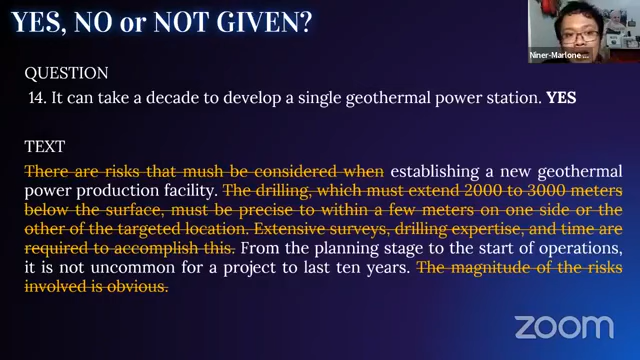 YES, NO or NOT GIVEN?
Niner-Marlone ...
QUESTION
14. It can take a decade to develop a single geothermal power station. YES
TEXT
There are risks that mush be considered when establishing a new geothermal
power production facility. The drilling, which must extend 2000 to 3000 meters
below the surface, must be precise to within a few meters on one side or the
other of the targeted location. Extensive surveys, drilling expertise, and time are
required to accomplish this. From the planning stage to the start of operations,
it is not uncommon for a project to last ten years. The magnitude of the risks
involved is obvious.
zoom